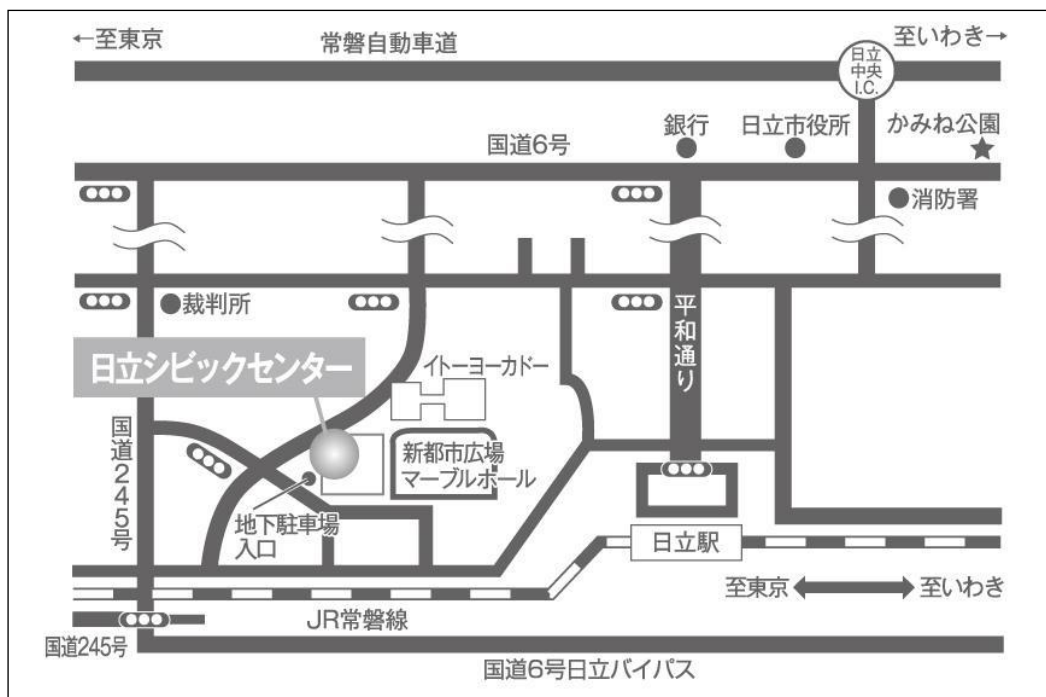 ←至東京
常磐自動車道
至いわき→
日立
中央
I.C.
銀行
日立市役所
かみね公園
国道6号
消防署
裁判所
平和通り
日立シビックセンター
イトーヨーカドー
国道245号
新都市広場
マーブルホール
地下駐車場
入口
日立駅
至東京
至いわき
JR常磐線
国道245号
国道6号日立バイパス